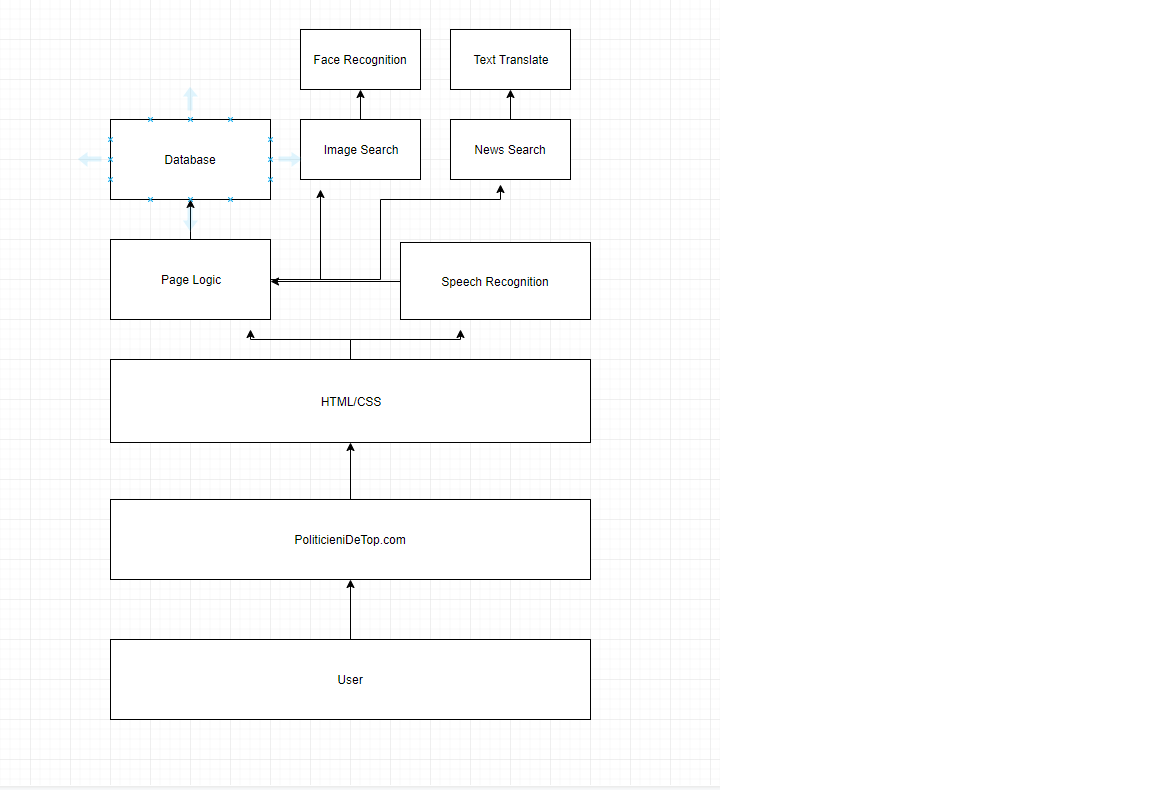 Face Recognition
Text Translate
Database
Image Search
News Search
Page Logic
Speech Recognition
HTML/CSS
PoliticieniDeTop.com
User